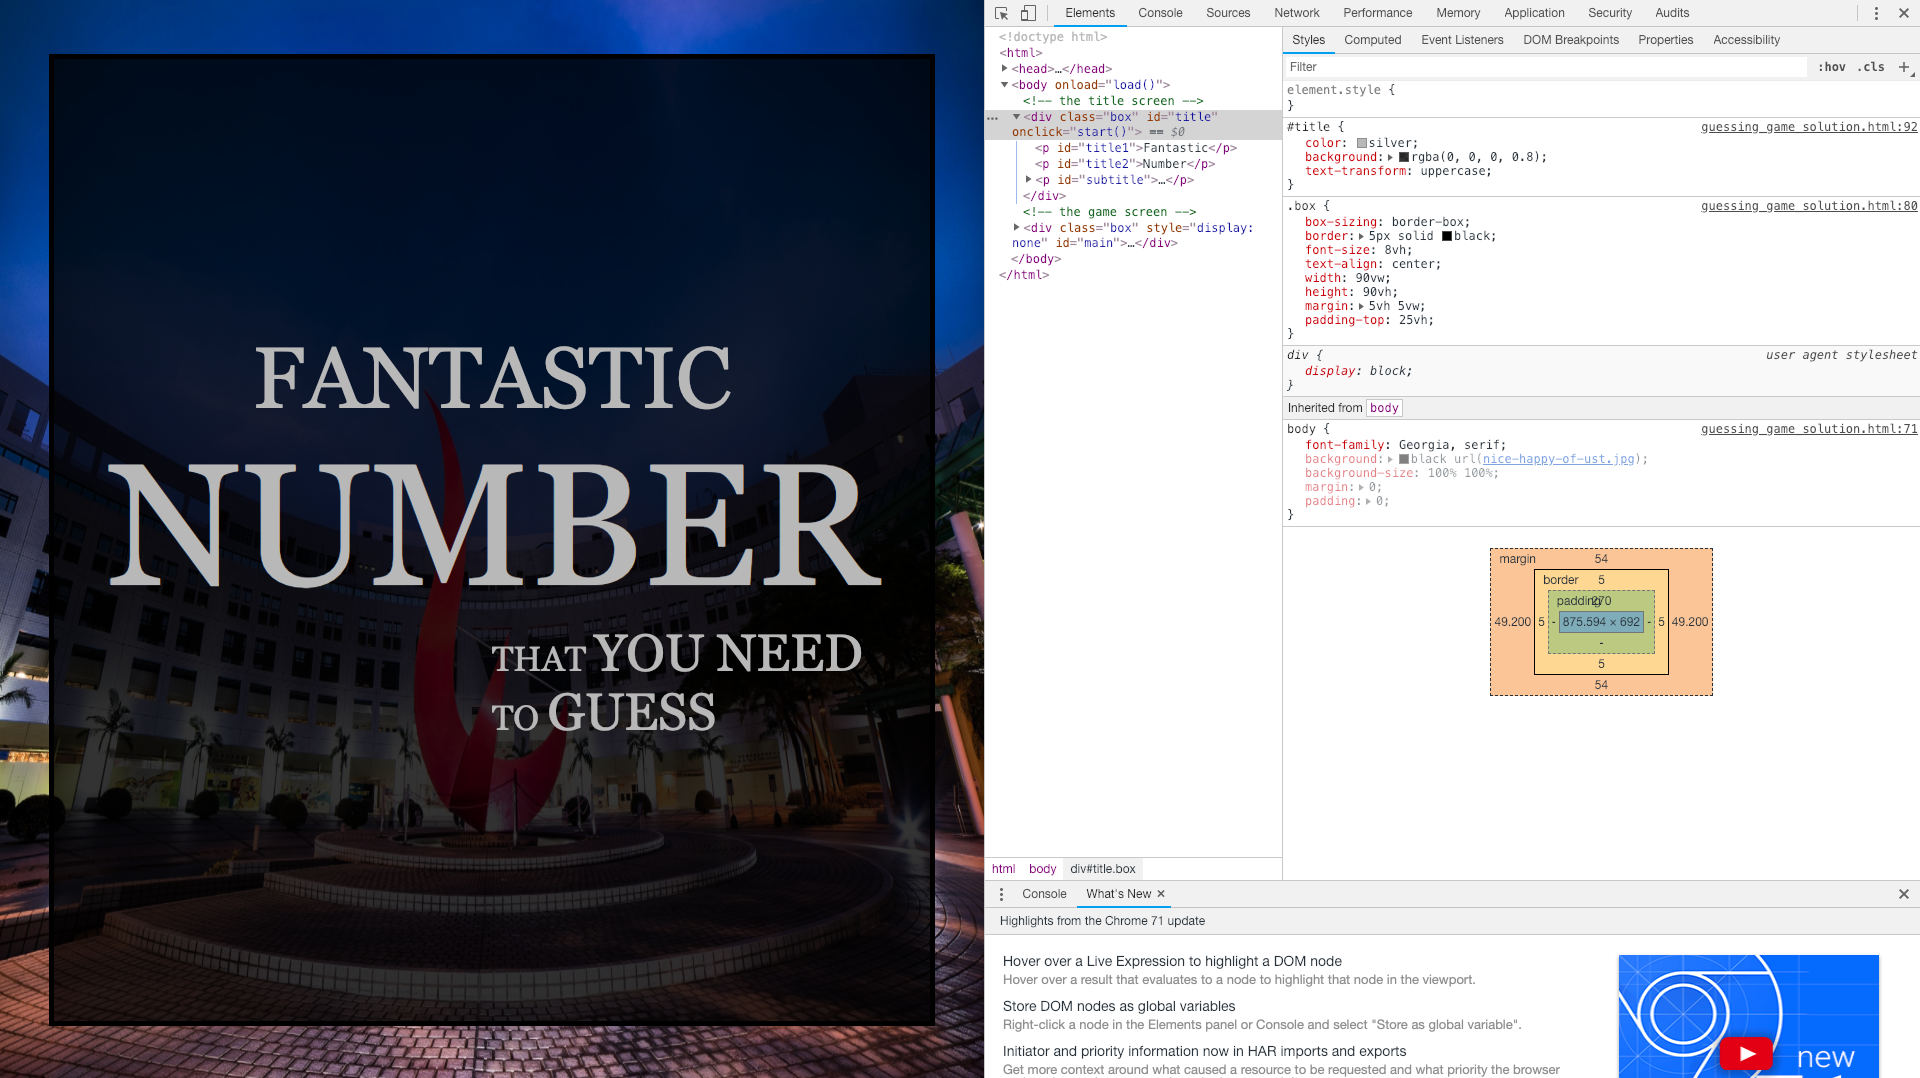 FANTASTIC
NUMBER
THAT YOU NEED
TO GUESS
Elements Console Sources Network Performance Memory Application Security Audits
<!doctype html>
<html>
<head>…</head>
<body onload="load()">
<!-- the title screen -->
<div class="box" id="title"
onclick="start()"> == $0
<p id="title1">Fantastic</p>
<p id="title2">Number</p>
<p id="subtitle">…</p>
</div>
<!-- the game screen -->
<div class="box" style="display:
none" id="main">…</div>
</body>
</html>
html body div#title.box
Styles Computed Event Listeners DOM Breakpoints Properties Accessibility
Filter :hov .cls +
element.style {
}
#title { guessing game solution.html:92
color: silver;
background: rgba(0, 0, 0, 0.8);
text-transform: uppercase;
}
.box { guessing game solution.html:80
box-sizing: border-box;
border: 5px solid black;
font-size: 8vh;
text-align: center;
width: 90vw;
height: 90vh;
margin: 5vh 5vw;
padding-top: 25vh;
}
div { user agent stylesheet
display: block;
}
Inherited from body
body { guessing game solution.html:71
font-family: Georgia, serif;
background: black url(nice-happy-of-ust.jpg);
background-size: 100% 100%;
margin: 0;
padding: 0;
}
margin 54
border 5
padding 270
49.200 5 - 875.594 × 692 - 5 49.200
-
5
54
Console What's New
Highlights from the Chrome 71 update
Hover over a Live Expression to highlight a DOM node
Hover over a result that evaluates to a node to highlight that node in the viewport.
Store DOM nodes as global variables
Right-click a node in the Elements panel or Console and select "Store as global variable".
Initiator and priority information now in HAR imports and exports
Get more context around what caused a resource to be requested and what priority the browser
new